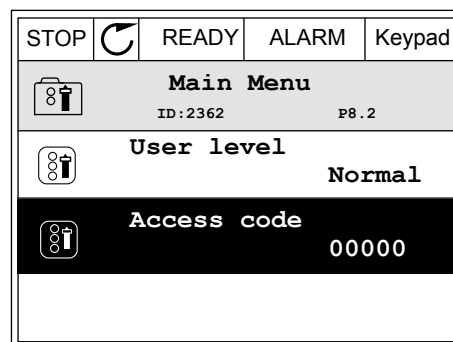 STOP READY ALARM Keypad
Main Menu
ID:2362 P8.2
User level
Normal
Access code
00000